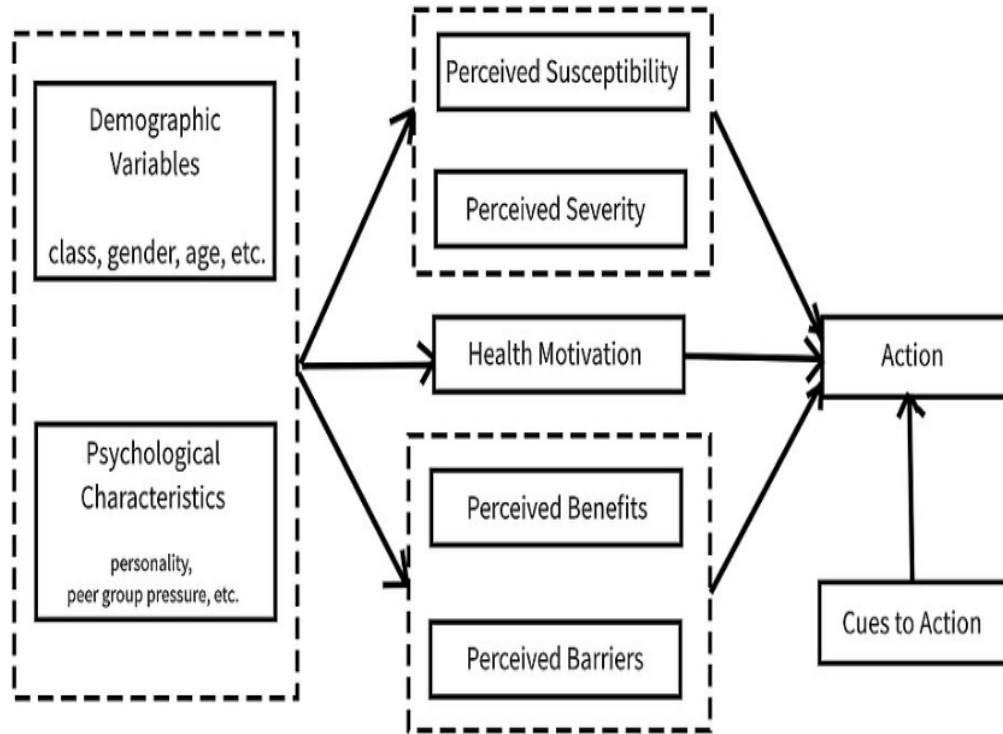 Demographic
Variables
class, gender, age, etc.
Psychological
Characteristics
personality,
peer group pressure, etc.
Perceived Susceptibility
Perceived Severity
Health Motivation
Perceived Benefits
Perceived Barriers
Action
Cues to Action